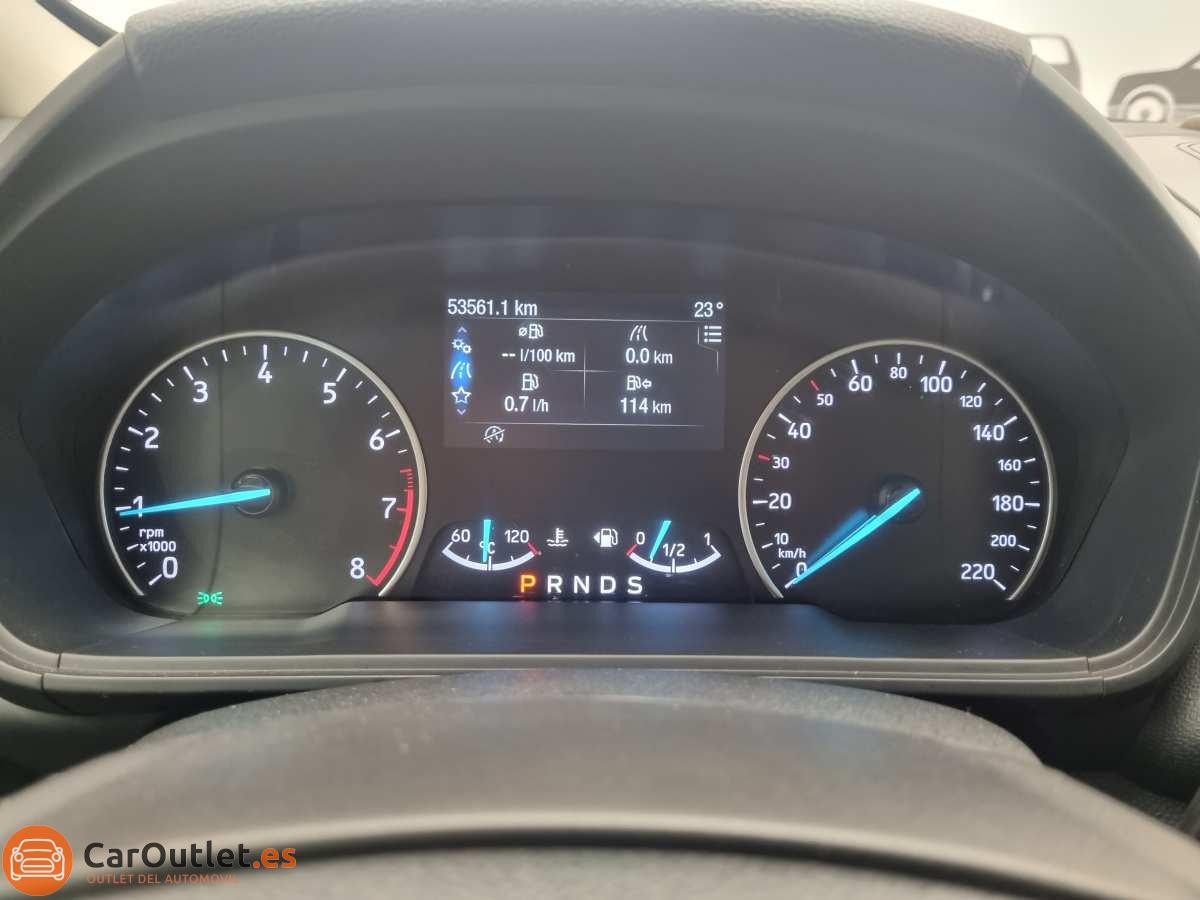 53561.1 km 23°
-- l/100 km 0.0 km
0.7 l/h 114 km
0 1 2 3 4 5 6 7 8
rpm
x1000
60 °C 120
0 1/2 1
P R N D S
0 10 20 30 40 50 60 80 100 120 140 160 180 200 220
km/h
CarOutlet.es
OUTLET DEL AUTOMOVIL